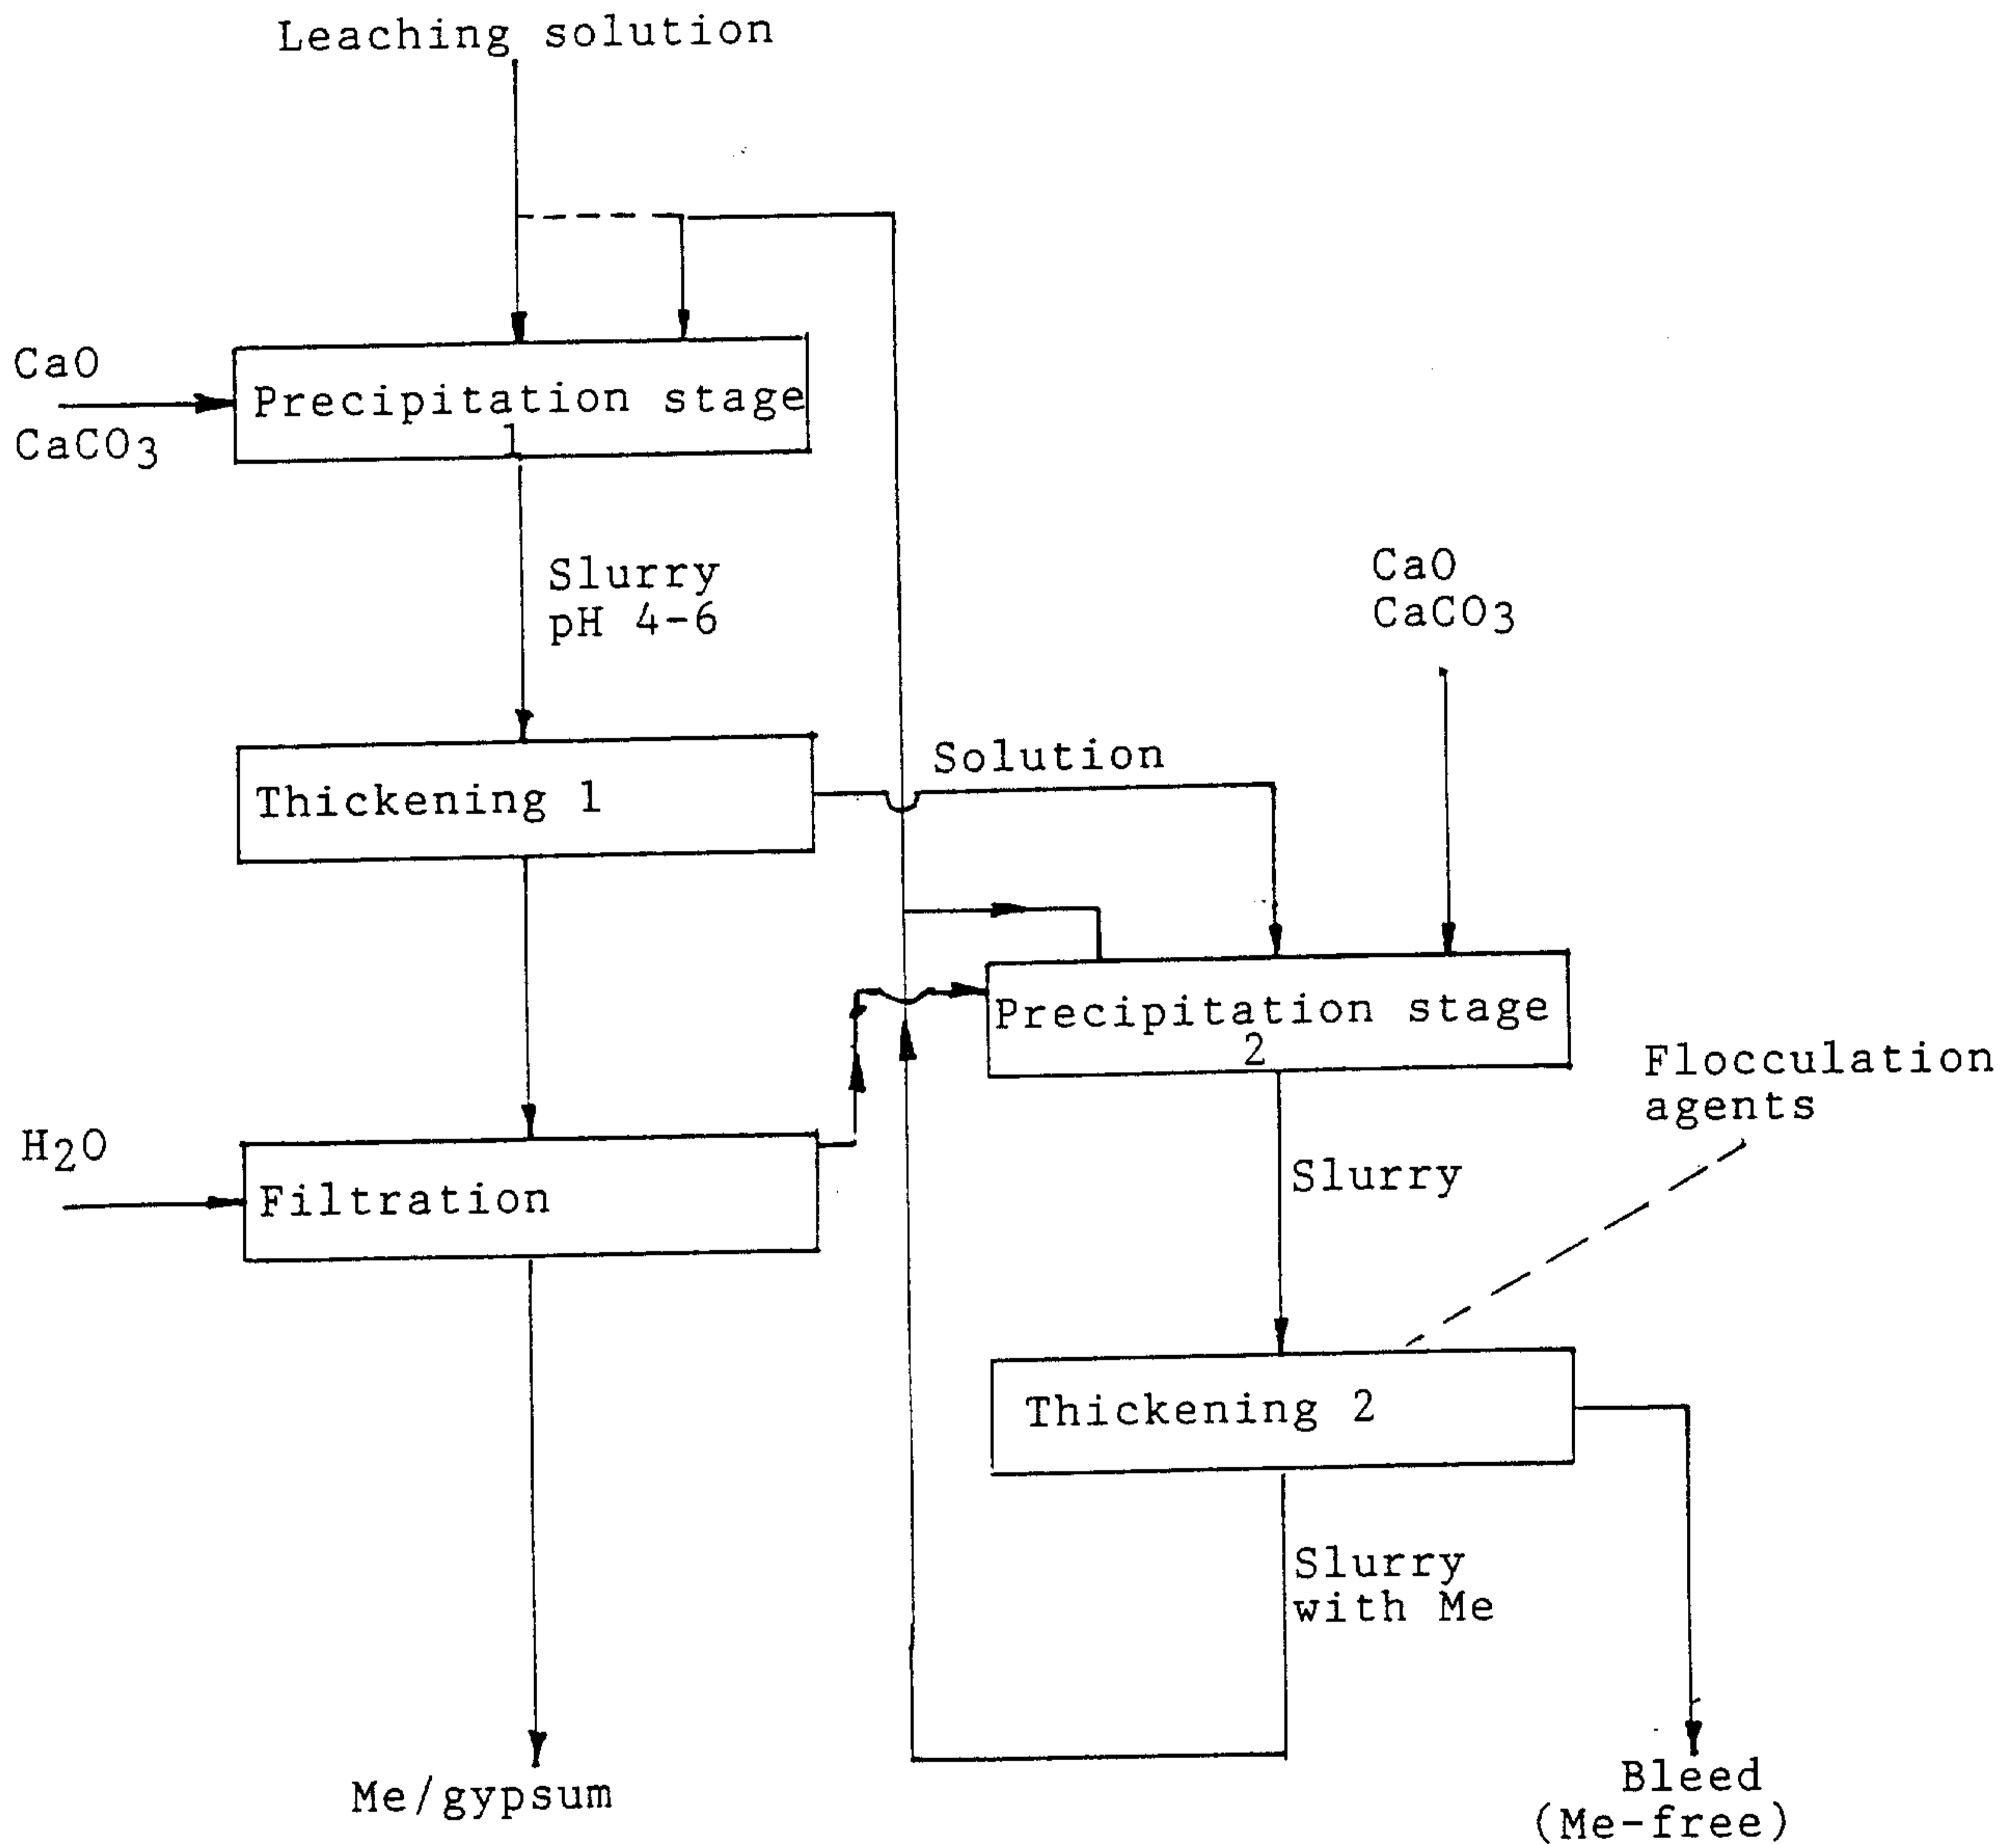 Leaching solution
CaO
CaCO3
Precipitation stage
1
Slurry
pH 4-6
CaO
CaCO3
Solution
Thickening 1
Precipitation stage
2
Flocculation
agents
H2O
Filtration
Slurry
Thickening 2
Slurry
with Me
Me/gypsum
Bleed
(Me-free)